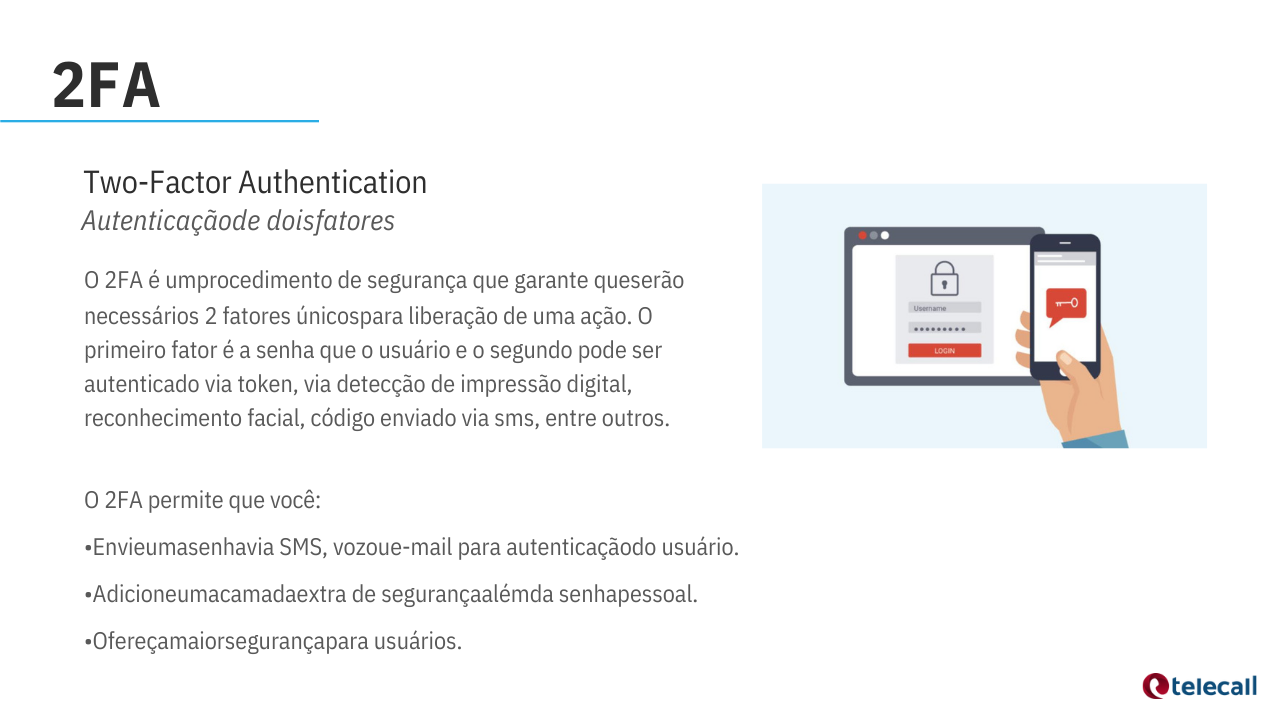 2FA
Two-Factor Authentication
Autenticaçãode doisfatores
O 2FA é umprocedimento de segurança que garante queserão
necessários 2 fatores únicospara liberação de uma ação. O
primeiro fator é a senha que o usuário e o segundo pode ser
autenticado via token, via detecção de impressão digital,
reconhecimento facial, código enviado via sms, entre outros.
Username
LOGIN
O 2FA permite que você:
•Envieumasenhavia SMS, vozoue-mail para autenticaçãodo usuário.
•Adicioneumacamadaextra de segurançaalémda senhapessoal.
•Ofereçamaiorsegurançapara usuários.
telecall